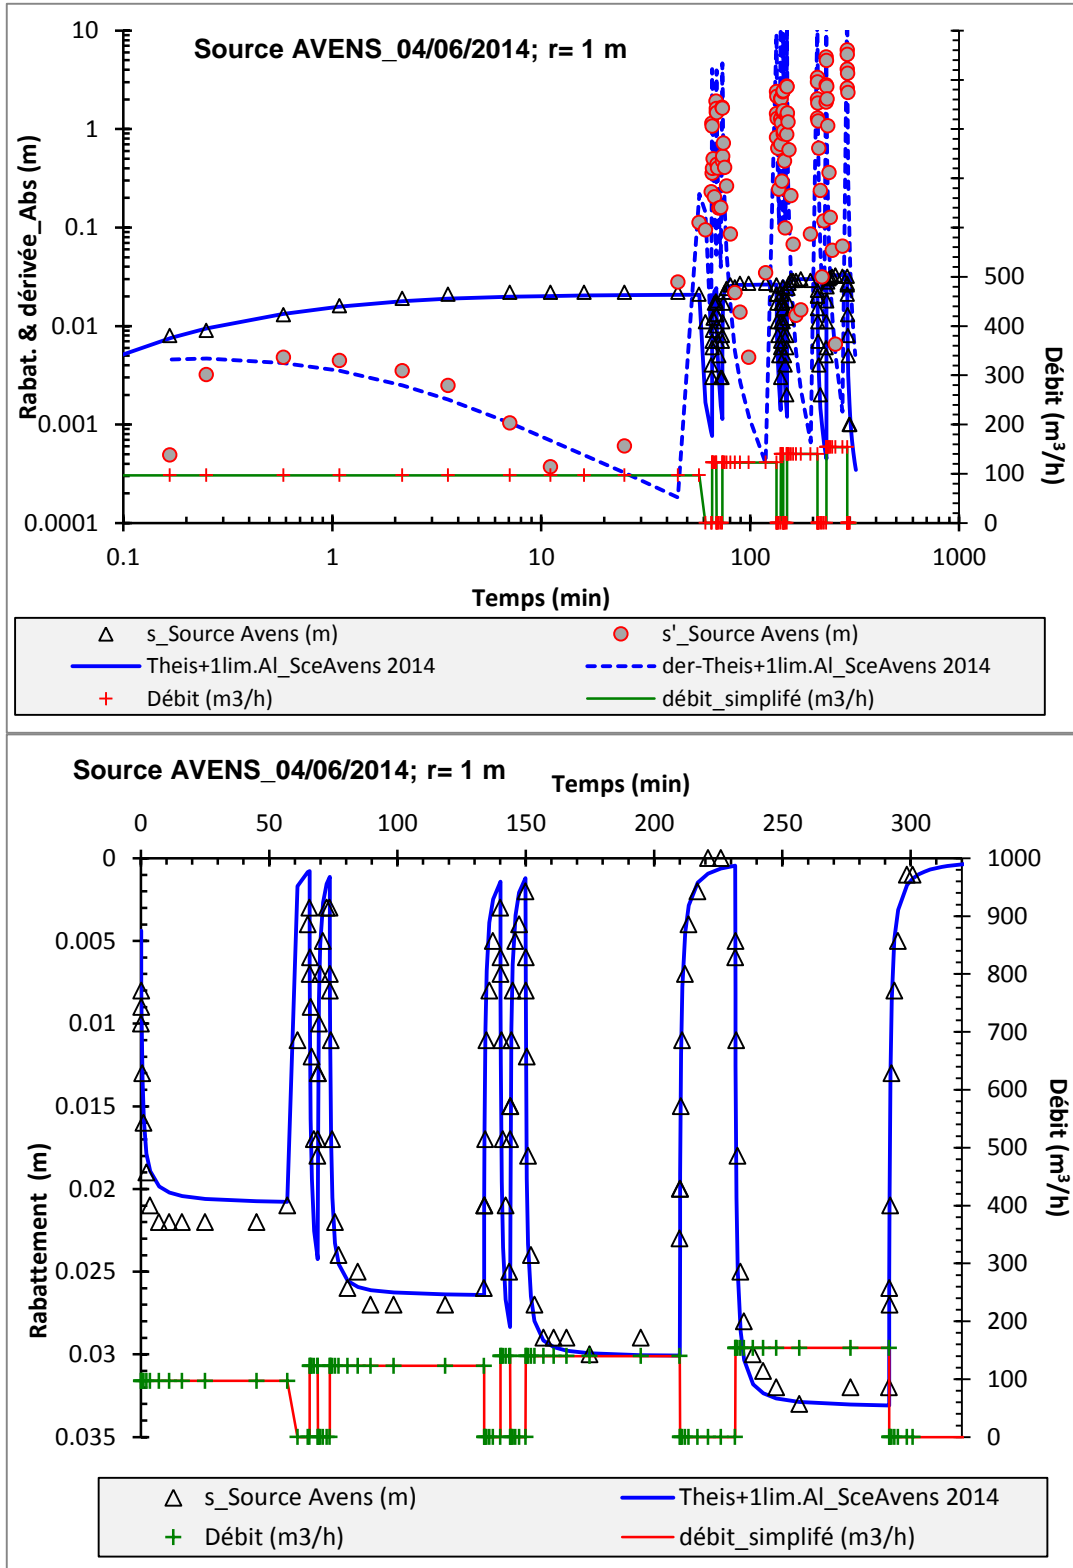 Source AVENS_04/06/2014; r= 1 m
10
1
0.1
0.01
0.001
0.0001
Rabat. & dérivée_Abs (m)
500
400
300
200
100
0
Débit (m³/h)
0.1
1
10
100
1000
Temps (min)
s_Source Avens (m)
s'_Source Avens (m)
Theis+1lim.Al_SceAvens 2014
der-Theis+1lim.Al_SceAvens 2014
Débit (m3/h)
débit_simplifé (m3/h)
Source AVENS_04/06/2014; r= 1 m
Temps (min)
0
50
100
150
200
250
300
0
0.005
0.01
0.015
0.02
0.025
0.03
0.035
Rabattement (m)
1000
900
800
700
600
500
400
300
200
100
0
Débit (m³/h)
s_Source Avens (m)
Theis+1lim.Al_SceAvens 2014
Débit (m3/h)
débit_simplifé (m3/h)